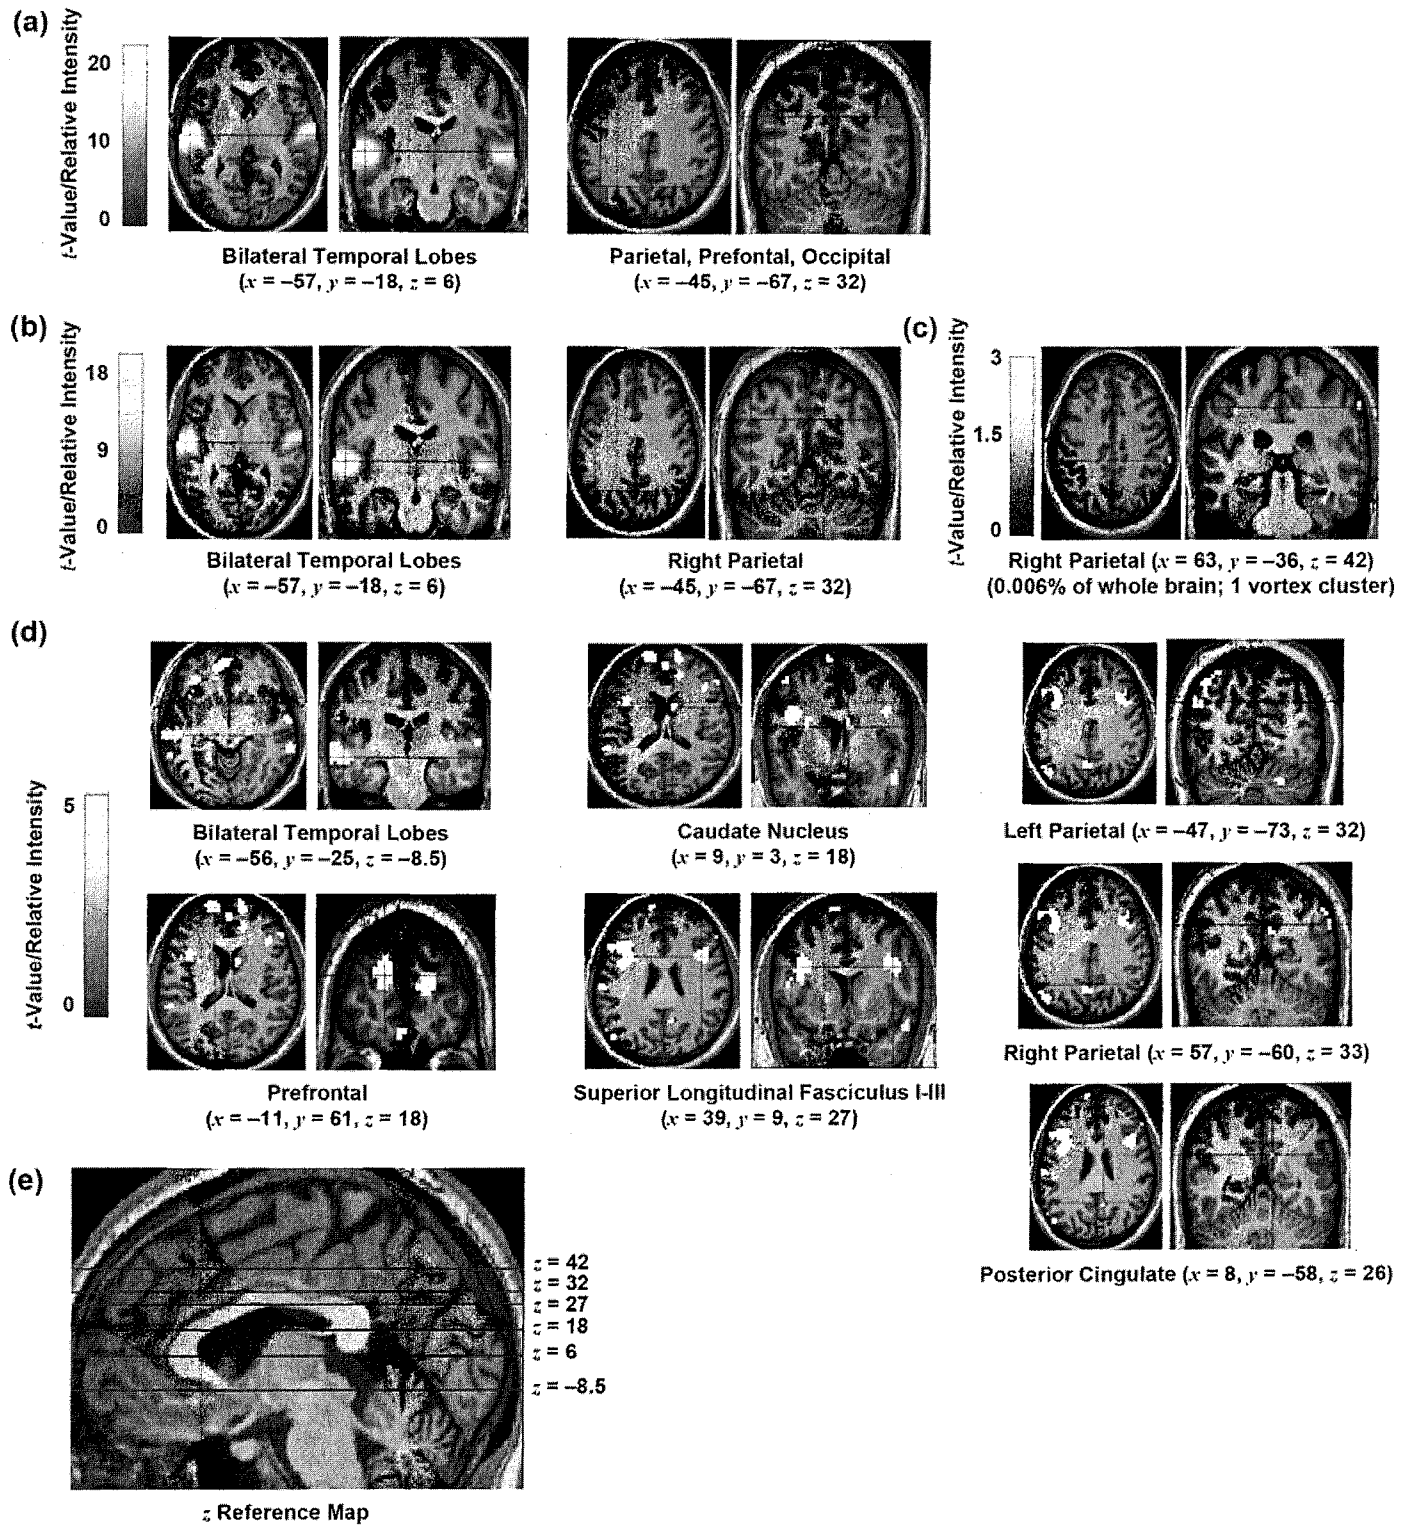 (a)
t-Value/Relative Intensity
20
10
0
Bilateral Temporal Lobes
(x = –57, y = –18, z = 6)
Parietal, Prefontal, Occipital
(x = –45, y = –67, z = 32)
(b)
t-Value/Relative Intensity
18
9
0
Bilateral Temporal Lobes
(x = –57, y = –18, z = 6)
Right Parietal
(x = –45, y = –67, z = 32)
(c)
t-Value/Relative Intensity
3
1.5
0
Right Parietal (x = 63, y = –36, z = 42)
(0.006% of whole brain; 1 vortex cluster)
(d)
t-Value/Relative Intensity
5
0
Bilateral Temporal Lobes
(x = –56, y = –25, z = –8.5)
Caudate Nucleus
(x = 9, y = 3, z = 18)
Left Parietal (x = –47, y = –73, z = 32)
Prefrontal
(x = –11, y = 61, z = 18)
Superior Longitudinal Fasciculus I-III
(x = 39, y = 9, z = 27)
Right Parietal (x = 57, y = –60, z = 33)
Posterior Cingulate (x = 8, y = –58, z = 26)
(e)
z = 42
z = 32
z = 27
z = 18
z = 6
z = –8.5
z Reference Map